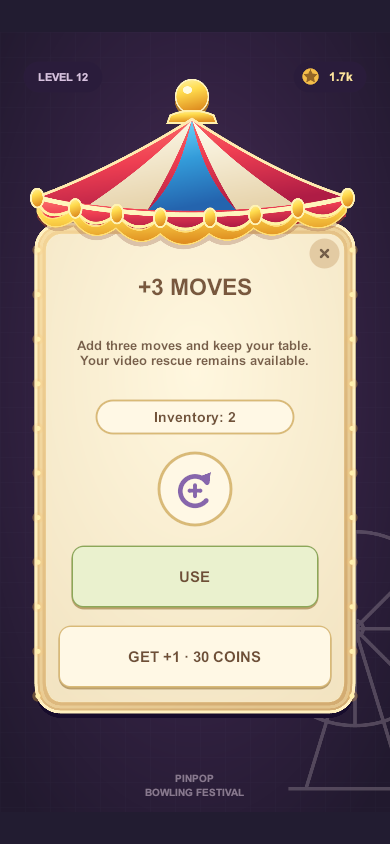 LEVEL 12
1.7k
+3 MOVES
Add three moves and keep your table.
Your video rescue remains available.
Inventory: 2
USE
GET +1 · 30 COINS
PINPOP
BOWLING FESTIVAL